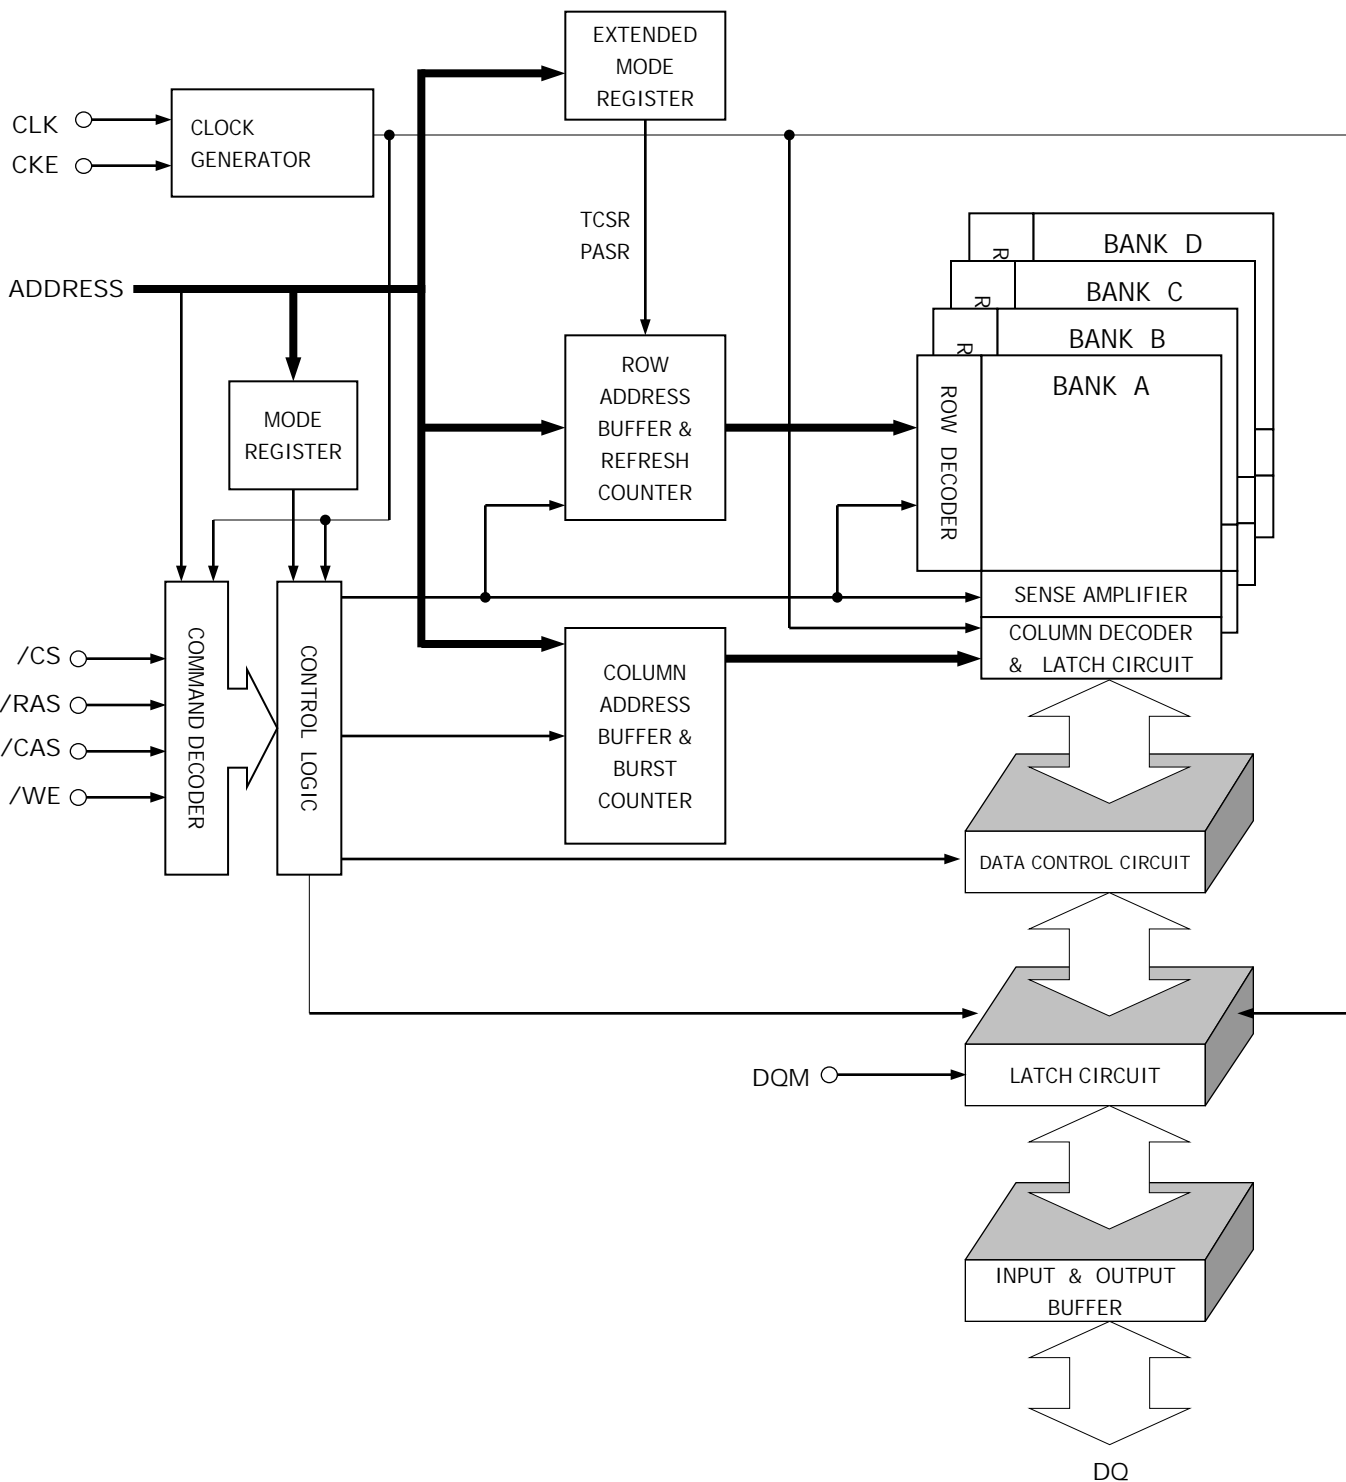 EXTENDED
MODE
REGISTER
CLK
CKE
CLOCK
GENERATOR
TCSR
PASR
ADDRESS
MODE
REGISTER
ROW
ADDRESS
BUFFER &
REFRESH
COUNTER
R
BANK D
R
BANK C
R
BANK B
BANK A
ROW DECODER
SENSE AMPLIFIER
COLUMN DECODER
& LATCH CIRCUIT
/CS
/RAS
/CAS
/WE
COMMAND DECODER
CONTROL LOGIC
COLUMN
ADDRESS
BUFFER &
BURST
COUNTER
DATA CONTROL CIRCUIT
DQM
LATCH CIRCUIT
INPUT & OUTPUT
BUFFER
DQ